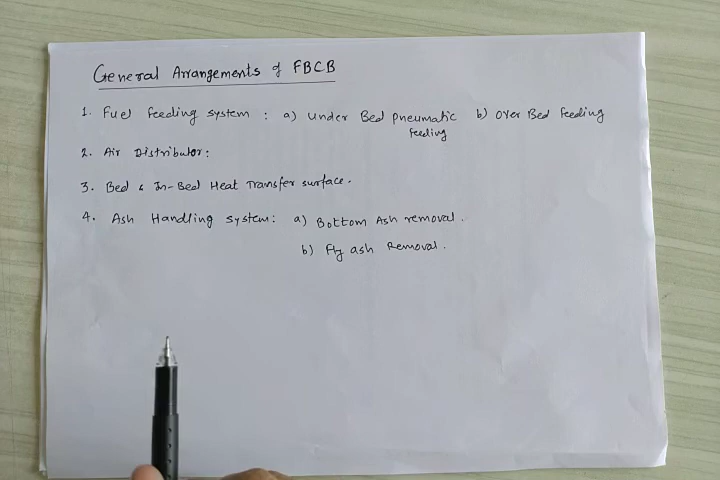 General Arrangements of FBCB
1. Fuel feeding system : a) Under Bed pneumatic feeding b) Over Bed feeding
2. Air Distributor :
3. Bed & In-Bed Heat Transfer surface.
4. Ash Handling system : a) Bottom Ash removal.
b) Fly ash Removal.